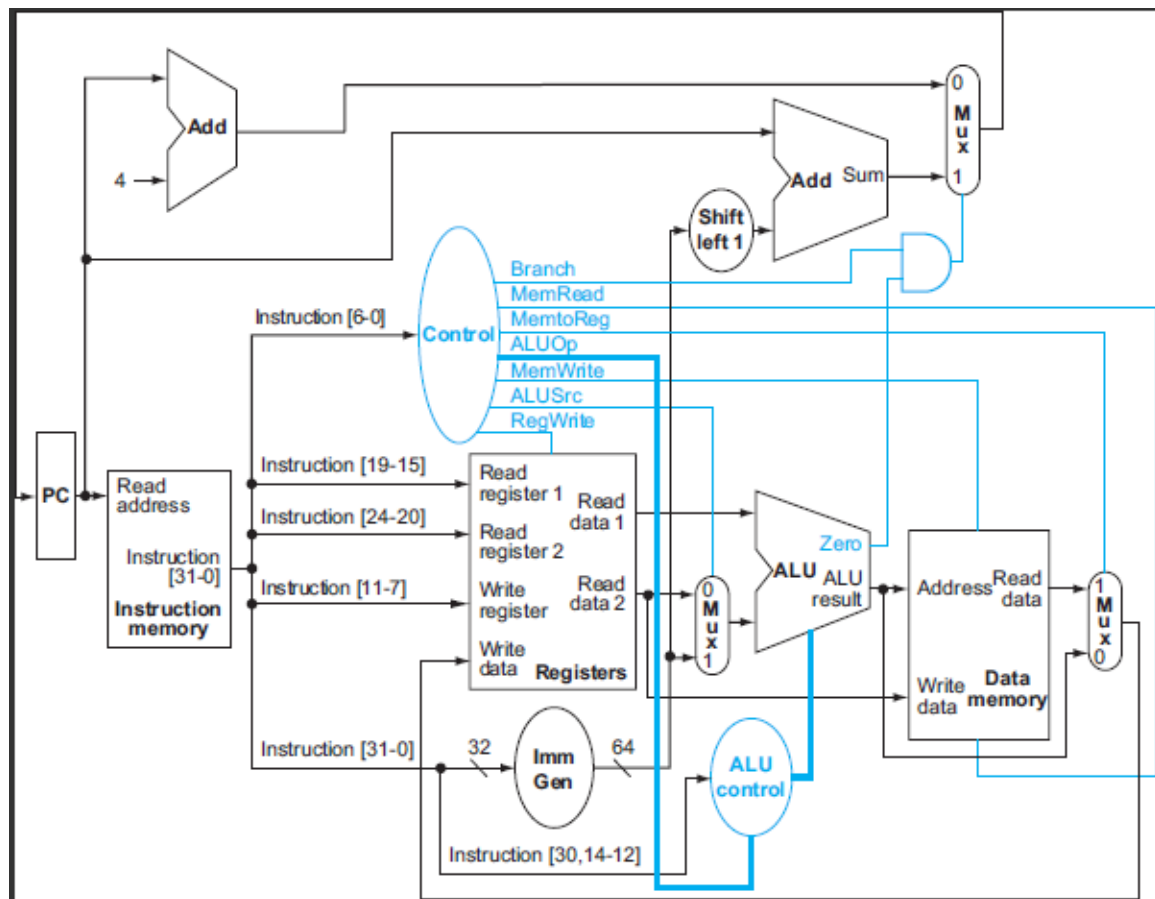 Add
4
0
Mux
1
Add Sum
Shift
left 1
Branch
MemRead
MemtoReg
ALUOp
MemWrite
ALUSrc
RegWrite
Instruction [6-0]
Control
PC
Read
address
Instruction
[31-0]
Instruction
memory
Instruction [19-15]
Instruction [24-20]
Instruction [11-7]
Instruction [31-0]
Read
register 1
Read
register 2
Write
register
Write
data
Read
data 1
Read
data 2
Registers
0
Mux
1
Zero
ALU
ALU
result
Address
Read
data
Write
data
Data
memory
1
Mux
0
32
Imm
Gen
64
ALU
control
Instruction [30,14-12]